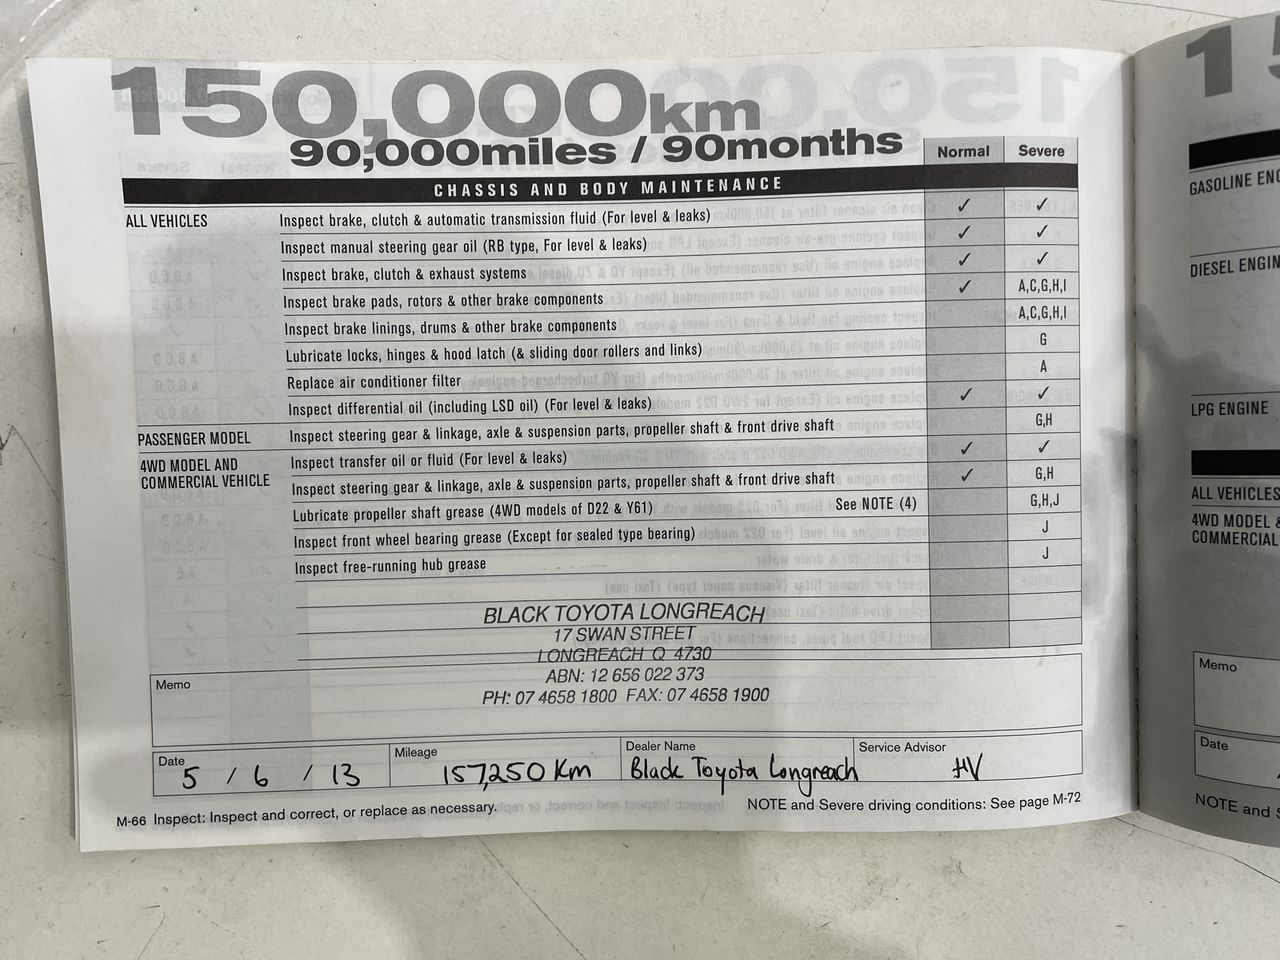 150,000km
90,000miles / 90months
Normal Severe
CHASSIS AND BODY MAINTENANCE
ALL VEHICLES Inspect brake, clutch & automatic transmission fluid (For level & leaks) ✓ ✓
Inspect manual steering gear oil (RB type, For level & leaks) ✓ ✓
Inspect brake, clutch & exhaust systems ✓ ✓
Inspect brake pads, rotors & other brake components ✓ A,C,G,H,I
Inspect brake linings, drums & other brake components A,C,G,H,I
Lubricate locks, hinges & hood latch (& sliding door rollers and links) G
Replace air conditioner filter A
Inspect differential oil (including LSD oil) (For level & leaks) ✓ ✓
PASSENGER MODEL Inspect steering gear & linkage, axle & suspension parts, propeller shaft & front drive shaft G,H
4WD MODEL AND Inspect transfer oil or fluid (For level & leaks) ✓ ✓
COMMERCIAL VEHICLE Inspect steering gear & linkage, axle & suspension parts, propeller shaft & front drive shaft ✓ G,H
Lubricate propeller shaft grease (4WD models of D22 & Y61) See NOTE (4) G,H,J
Inspect front wheel bearing grease (Except for sealed type bearing) J
Inspect free-running hub grease J
BLACK TOYOTA LONGREACH
17 SWAN STREET
LONGREACH Q 4730
ABN: 12 656 022 373
PH: 07 4658 1800 FAX: 07 4658 1900
Memo
Date Mileage Dealer Name Service Advisor
5 / 6 / 13 157,250 Km Black Toyota Longreach HV
M-66 Inspect: Inspect and correct, or replace as necessary. NOTE and Severe driving conditions: See page M-72
GASOLINE ENG
DIESEL ENGIN
LPG ENGINE
ALL VEHICLES
4WD MODEL &
COMMERCIAL
Memo
Date
NOTE and S